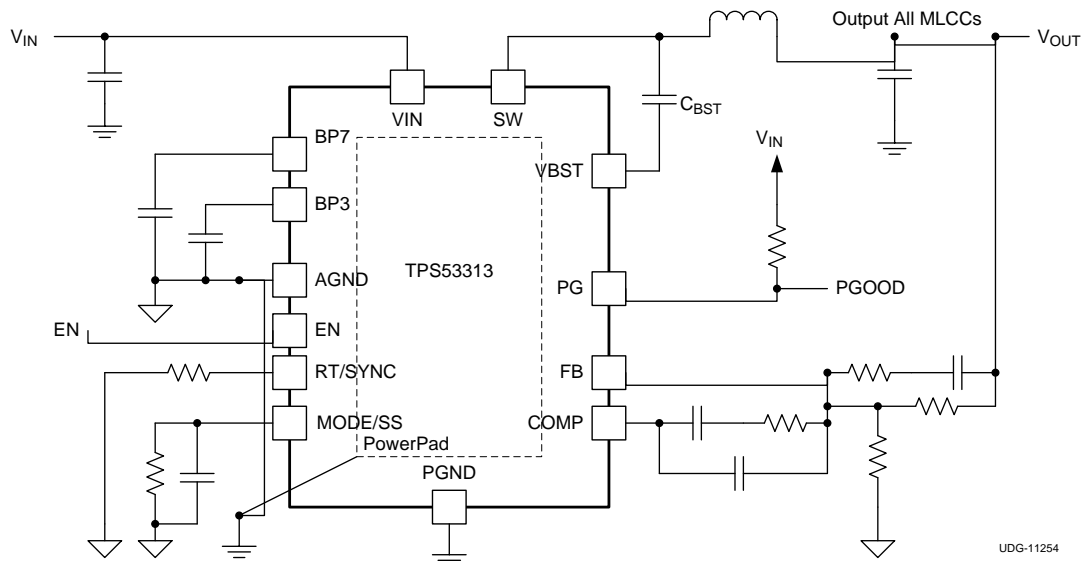 Output All MLCCs
VIN
VOUT
VIN
SW
CBST
BP7
VBST
VIN
BP3
TPS53313
AGND
PG
PGOOD
EN
EN
RT/SYNC
FB
MODE/SS
COMP
PowerPad
PGND
UDG-11254